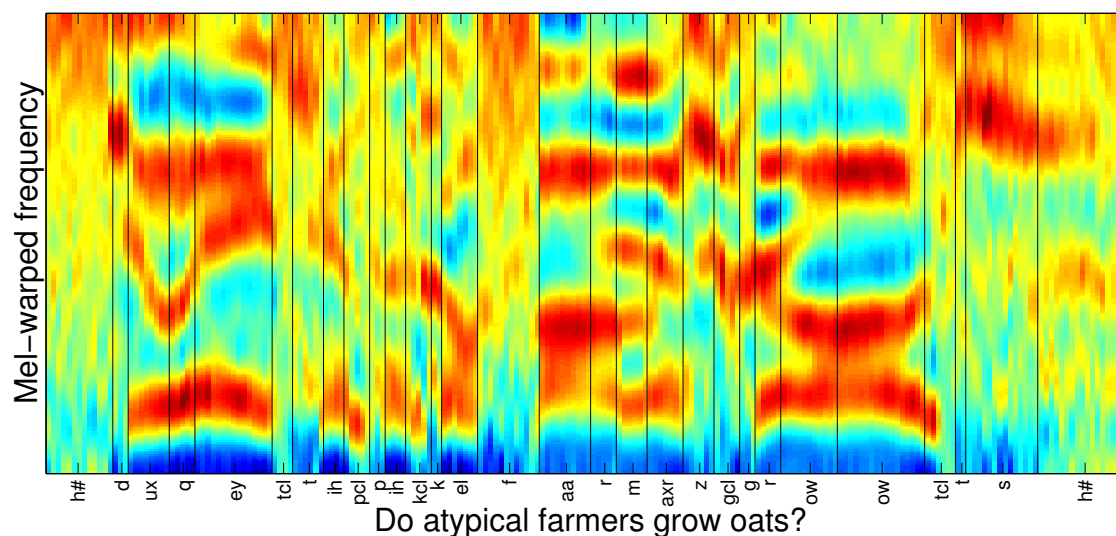 Mel-warped frequency
h# d ux q ey tcl t ih pcl p ih kcl k el f aa r m axr z gcl g r ow ow tcl t s h#
Do atypical farmers grow oats?